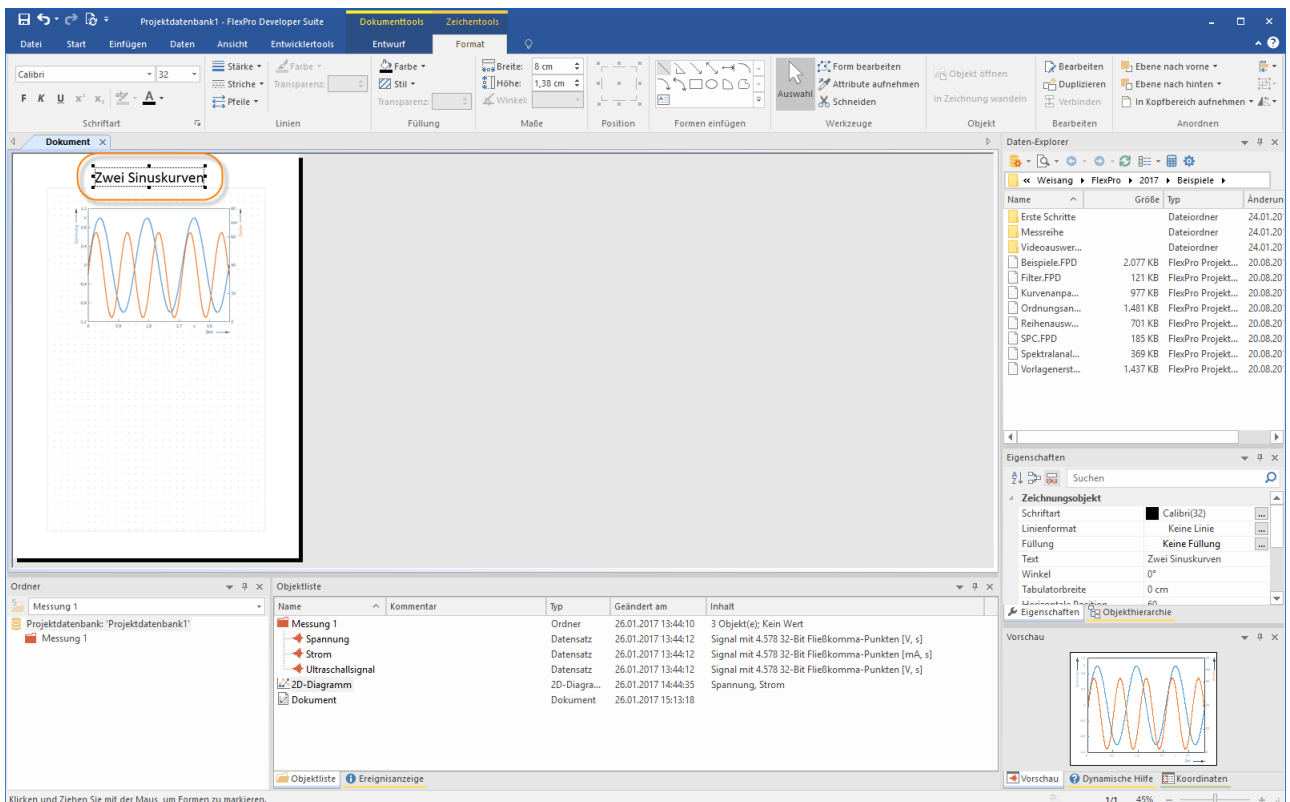 Projektdatenbank1 - FlexPro Developer Suite
Dokumenttools
Zeichentools
Datei Start Einfügen Daten Ansicht Entwicklertools Entwurf Format
Calibri 32
F K U x² x₂ aby A
Schriftart
Stärke
Striche
Pfeile
Farbe
Transparenz:
Linien
Farbe
Stil
Transparenz:
Füllung
Breite: 8 cm
Höhe: 1,38 cm
Winkel:
Maße
Position
Formen einfügen
Auswahl
Form bearbeiten
Attribute aufnehmen
Schneiden
Werkzeuge
Objekt öffnen
In Zeichnung wandeln
Objekt
Bearbeiten
Duplizieren
Verbinden
Bearbeiten
Ebene nach vorne
Ebene nach hinten
In Kopfbereich aufnehmen
Anordnen
Dokument
Zwei Sinuskurven
Daten-Explorer
« Weisang FlexPro 2017 Beispiele
Name Größe Typ Änderun
Erste Schritte Dateiordner 24.01.20
Messreihe Dateiordner 24.01.20
Videoauswer... Dateiordner 24.01.20
Beispiele.FPD 2.077 KB FlexPro Projekt... 20.08.20
Filter.FPD 121 KB FlexPro Projekt... 20.08.20
Kurvenanpa... 977 KB FlexPro Projekt... 20.08.20
Ordnungsan... 1.481 KB FlexPro Projekt... 20.08.20
Reihenausw... 701 KB FlexPro Projekt... 20.08.20
SPC.FPD 185 KB FlexPro Projekt... 20.08.20
Spektralanal... 369 KB FlexPro Projekt... 20.08.20
Vorlagenerst... 1.437 KB FlexPro Projekt... 20.08.20
Eigenschaften
Suchen
Zeichnungsobjekt
Schriftart Calibri(32)
Linienformat Keine Linie
Füllung Keine Füllung
Text Zwei Sinuskurven
Winkel 0°
Tabulatorbreite 0 cm
Horizontale Position 60
Eigenschaften Objekthierarchie
Vorschau
Vorschau Dynamische Hilfe Koordinaten
Ordner
Messung 1
Projektdatenbank: 'Projektdatenbank1'
Messung 1
Objektliste
Name Kommentar Typ Geändert am Inhalt
Messung 1 Ordner 26.01.2017 13:44:10 3 Objekt(e); Kein Wert
Spannung Datensatz 26.01.2017 13:44:12 Signal mit 4.578 32-Bit Fließkomma-Punkten [V, s]
Strom Datensatz 26.01.2017 13:44:12 Signal mit 4.578 32-Bit Fließkomma-Punkten [mA, s]
Ultraschallsignal Datensatz 26.01.2017 13:44:12 Signal mit 4.578 32-Bit Fließkomma-Punkten [V, s]
2D-Diagramm 2D-Diagra... 26.01.2017 14:44:35 Spannung, Strom
Dokument Dokument 26.01.2017 15:13:18
Objektliste Ereignisanzeige
Klicken und Ziehen Sie mit der Maus, um Formen zu markieren.
1/1 45%